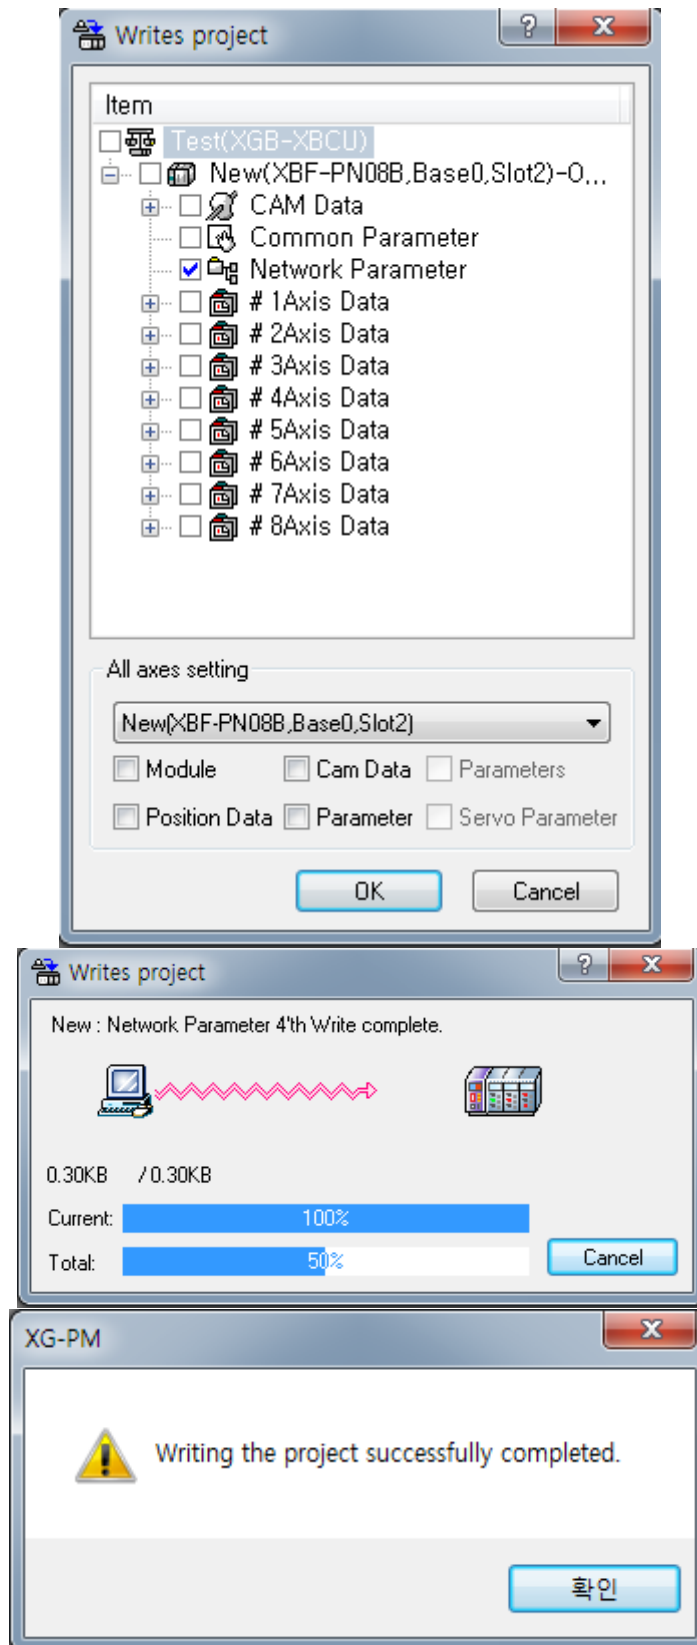 Writes project
Item
Test(XGB-XBCU)
New(XBF-PN08B,Base0,Slot2)-O...
CAM Data
Common Parameter
Network Parameter
# 1Axis Data
# 2Axis Data
# 3Axis Data
# 4Axis Data
# 5Axis Data
# 6Axis Data
# 7Axis Data
# 8Axis Data
All axes setting
New(XBF-PN08B,Base0,Slot2)
Module Cam Data Parameters
Position Data Parameter Servo Parameter
OK Cancel
Writes project
New : Network Parameter 4'th Write complete.
0.30KB / 0.30KB
Current: 100%
Total: 50% Cancel
XG-PM
Writing the project successfully completed.
확인